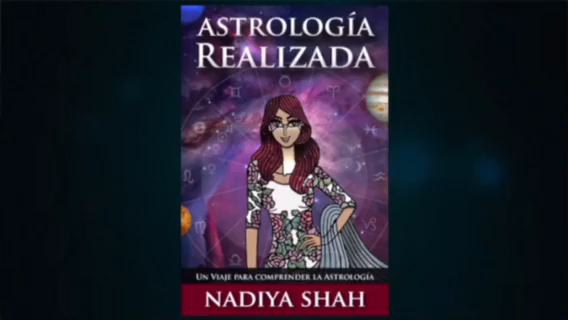 ASTROLOGÍA
REALIZADA
UN VIAJE PARA COMPRENDER LA ASTROLOGÍA
NADIYA SHAH